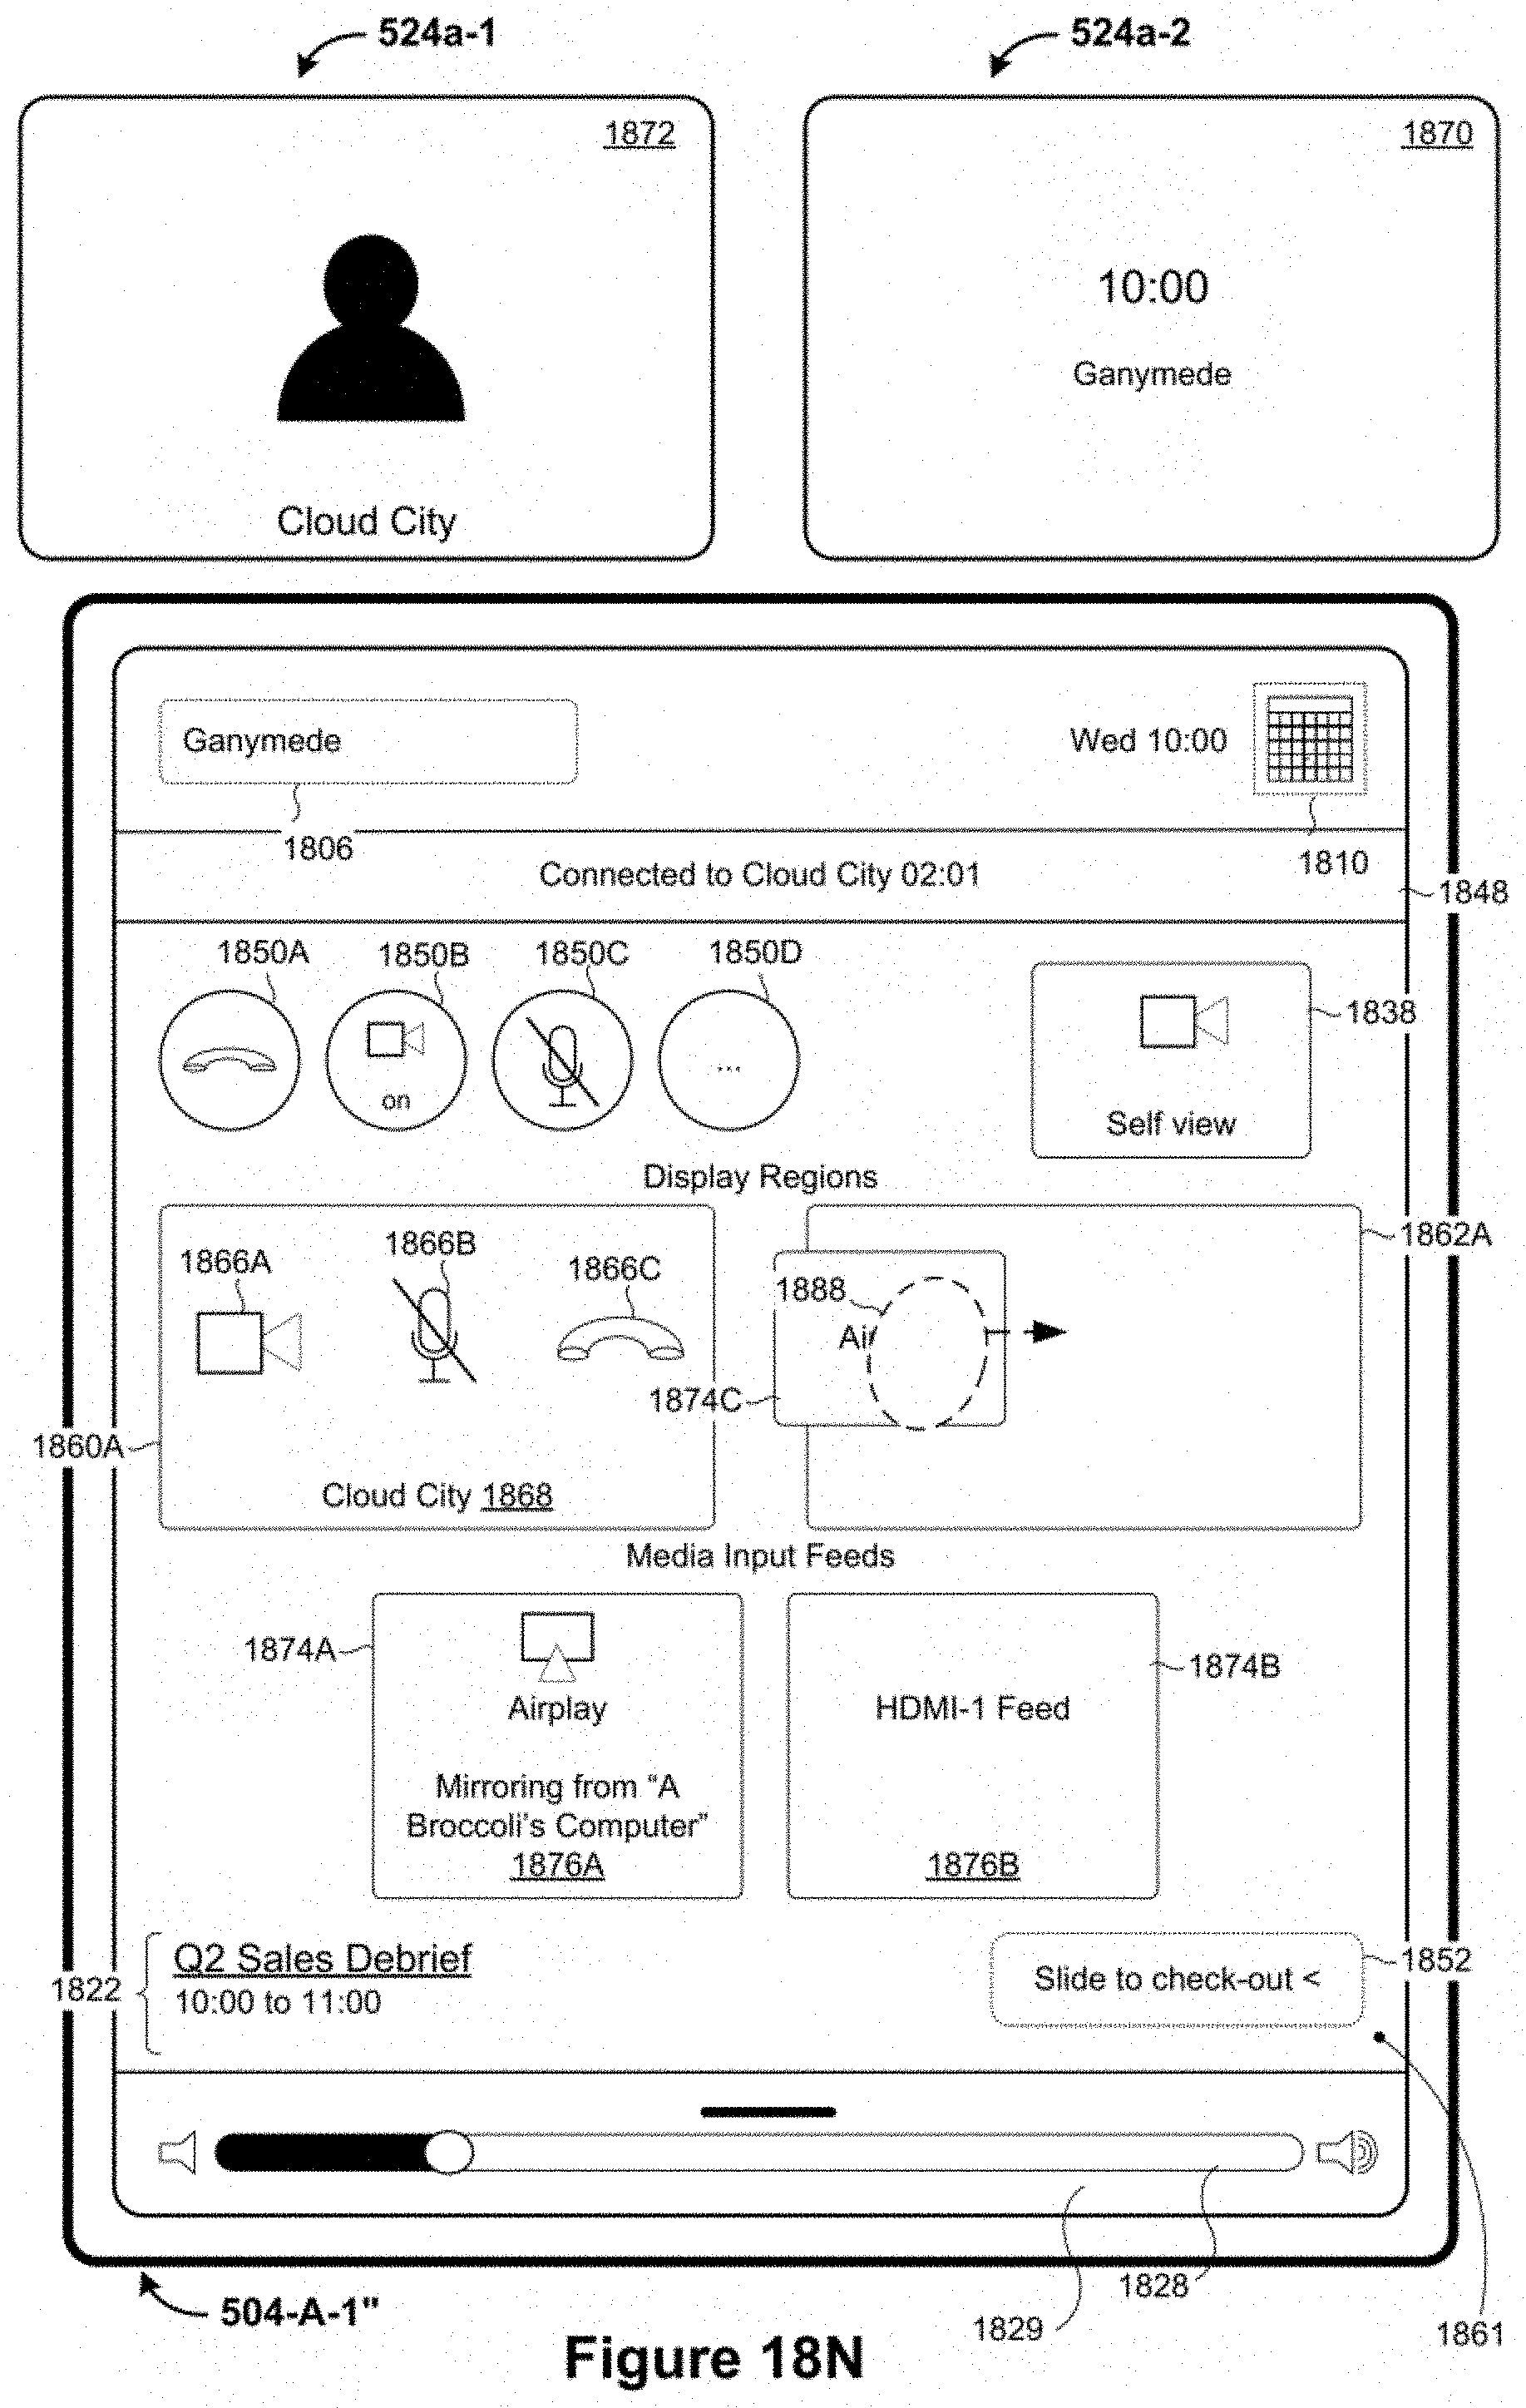 524a-1
524a-2
1872
1870
10:00
Ganymede
Cloud City
Ganymede
Wed 10:00
1806
1810
Connected to Cloud City 02:01
1848
1850A
1850B
1850C
1850D
on
...
1838
Self view
Display Regions
1862A
1866A
1866B
1866C
1888
Ai
1874C
1860A
Cloud City 1868
Media Input Feeds
1874A
1874B
Airplay
HDMI-1 Feed
Mirroring from “A
Broccoli’s Computer”
1876A
1876B
Q2 Sales Debrief
10:00 to 11:00
1822
Slide to check-out <
1852
1828
1829
1861
504-A-1"
Figure 18N